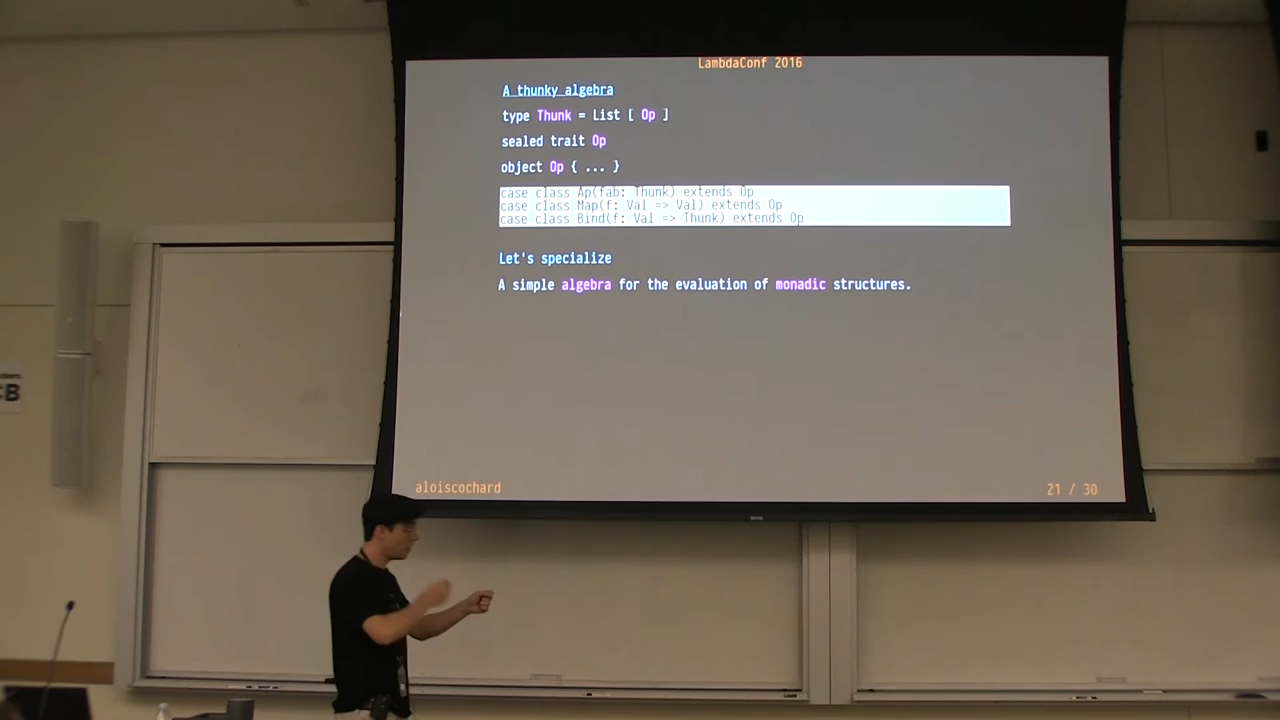 LambdaConf 2016
A thunky algebra
type Thunk = List [ Op ]
sealed trait Op
object Op { ... }
case class Ap(fab: Thunk) extends Op
case class Map(f: Val => Val) extends Op
case class Bind(f: Val => Thunk) extends Op
Let's specialize
A simple algebra for the evaluation of monadic structures.
aloiscochard
21 / 30